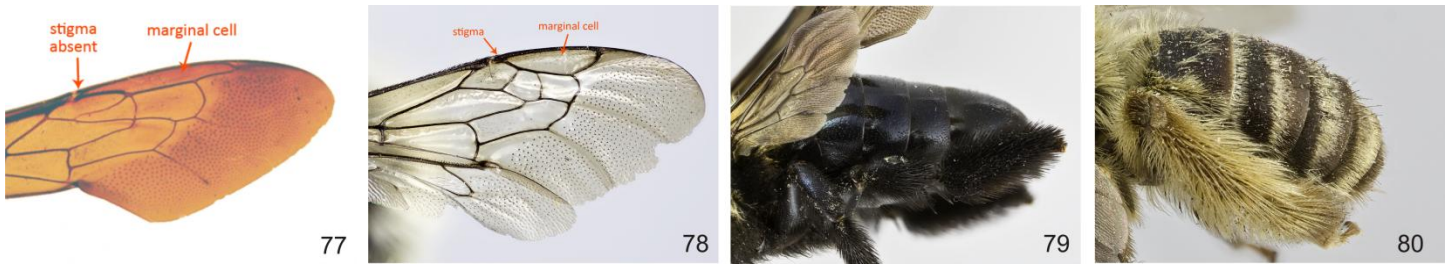 stigma
absent
marginal cell
77
stigma
marginal cell
78
79
80